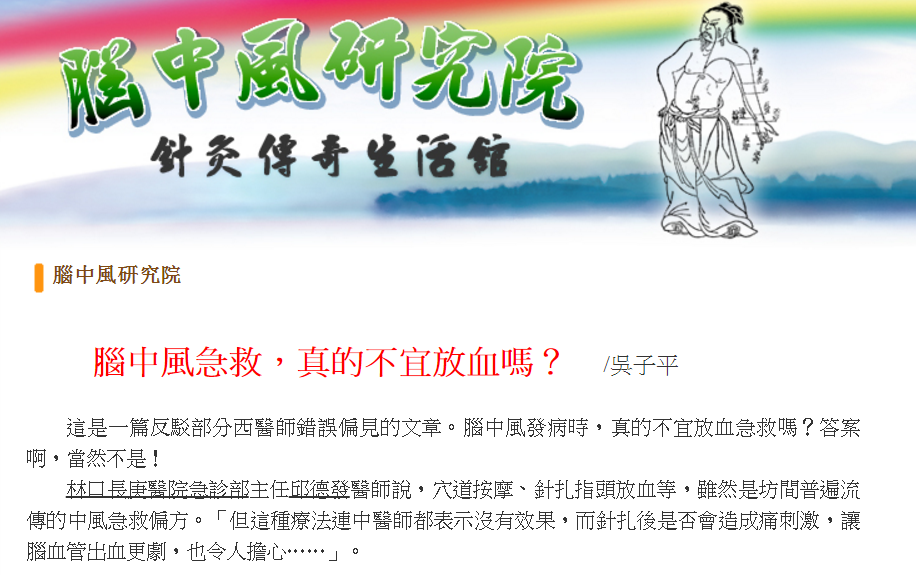 腦中風研究院
針灸傳奇生活館
腦中風研究院
腦中風急救，真的不宜放血嗎？ /吳子平
這是一篇反駁部分西醫師錯誤偏見的文章。腦中風發病時，真的不宜放血急救嗎？答案
啊，當然不是！
林口長庚醫院急診部主任邱德發醫師說，穴道按摩、針扎指頭放血等，雖然是坊間普遍流
傳的中風急救偏方。「但這種療法連中醫師都表示沒有效果，而針扎後是否會造成痛刺激，讓
腦血管出血更劇，也令人擔心……」。